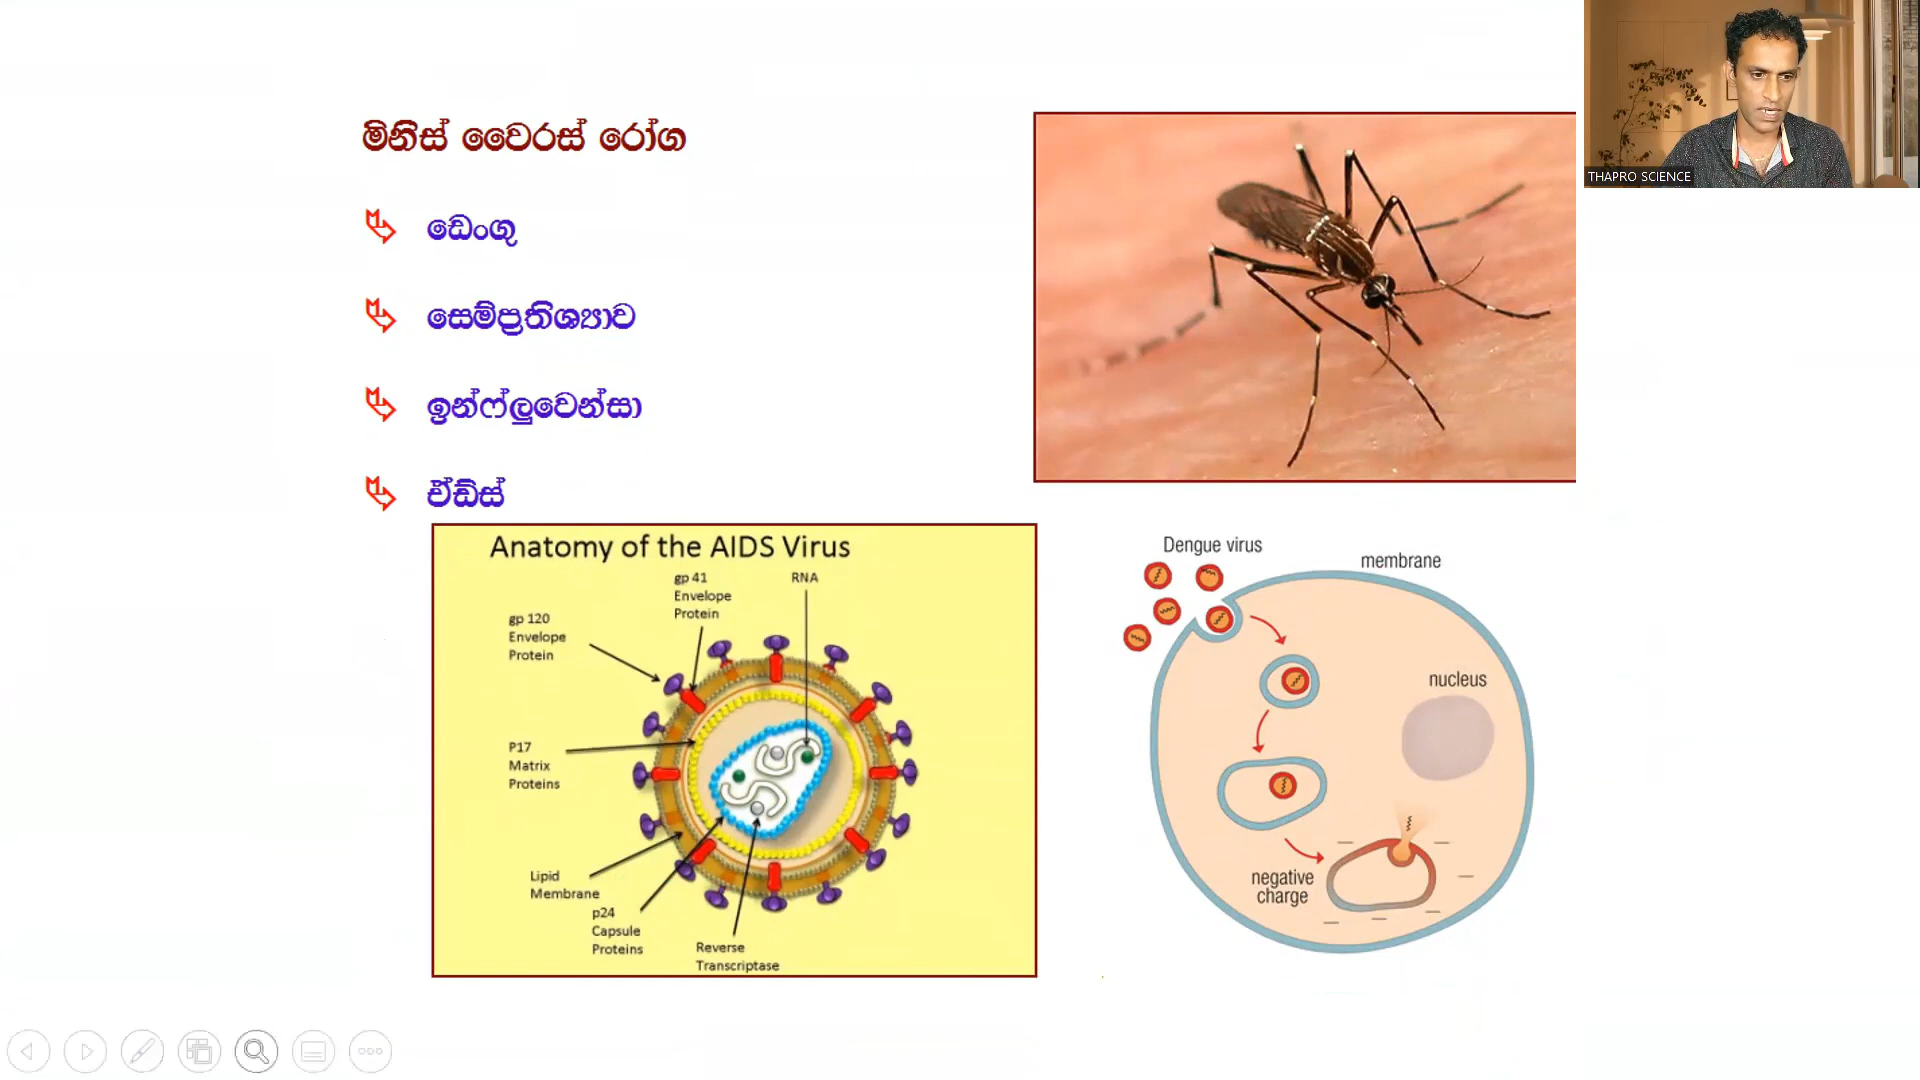 මිනිස් වෛරස් රෝග
ඩෙංගු
සෙම්ප්‍රතිශ්‍යාව
ඉන්ෆ්ලුවෙන්සා
ඒඩ්ස්
THAPRO SCIENCE
Anatomy of the AIDS Virus
gp 41
Envelope
Protein
RNA
gp 120
Envelope
Protein
P17
Matrix
Proteins
Lipid
Membrane
p24
Capsule
Proteins
Reverse
Transcriptase
Dengue virus
membrane
nucleus
negative
charge